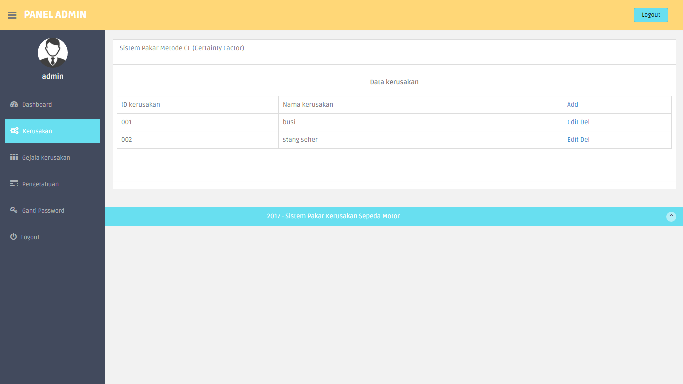 PANEL ADMIN
Logout
admin
Dashboard
Kerusakan
Gejala Kerusakan
Pengetahuan
Ganti Password
Logout
Sistem Pakar Metode CF (Certainty Factor)
Data kerusakan
ID kerusakan Nama kerusakan Add
001 busi Edit Del
002 stang seher Edit Del
2017 - Sistem Pakar Kerusakan Sepeda Motor